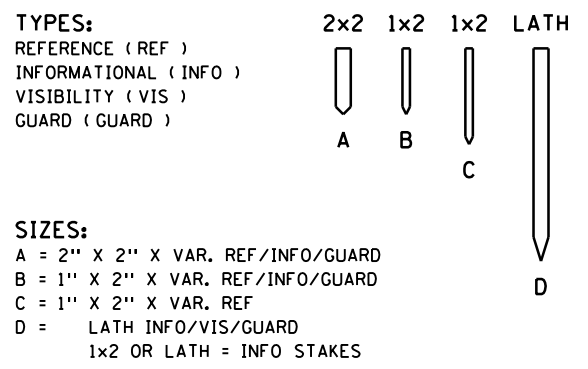 TYPES: 2x2 1x2 1x2 LATH
REFERENCE ( REF )
INFORMATIONAL ( INFO )
VISIBILITY ( VIS )
GUARD ( GUARD )
A B
C
SIZES:
A = 2'' X 2'' X VAR. REF/INFO/GUARD
B = 1'' X 2'' X VAR. REF/INFO/GUARD
C = 1'' X 2'' X VAR. REF
D
D = LATH INFO/VIS/GUARD
1x2 OR LATH = INFO STAKES